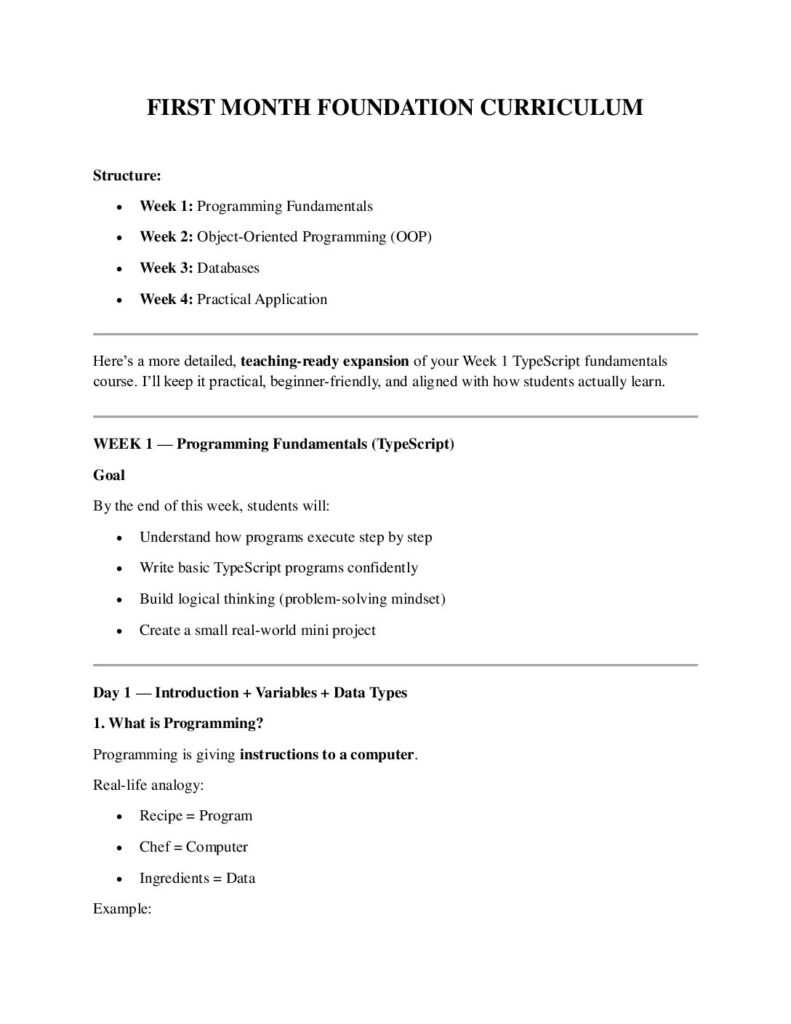 FIRST MONTH FOUNDATION CURRICULUM
Structure:
• Week 1: Programming Fundamentals
• Week 2: Object-Oriented Programming (OOP)
• Week 3: Databases
• Week 4: Practical Application
Here’s a more detailed, teaching-ready expansion of your Week 1 TypeScript fundamentals
course. I’ll keep it practical, beginner-friendly, and aligned with how students actually learn.
WEEK 1 — Programming Fundamentals (TypeScript)
Goal
By the end of this week, students will:
• Understand how programs execute step by step
• Write basic TypeScript programs confidently
• Build logical thinking (problem-solving mindset)
• Create a small real-world mini project
Day 1 — Introduction + Variables + Data Types
1. What is Programming?
Programming is giving instructions to a computer.
Real-life analogy:
• Recipe = Program
• Chef = Computer
• Ingredients = Data
Example: